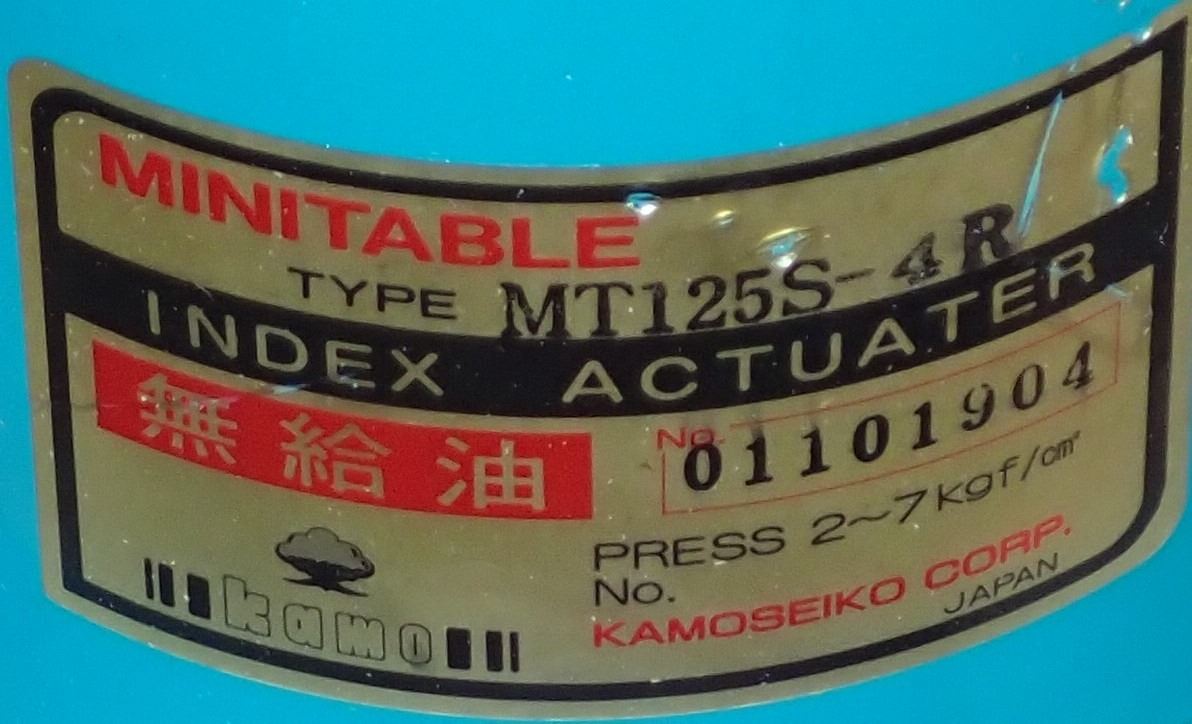 MINITABLE
TYPE MT125S-4R
INDEX ACTUATER
無給油
No. 01101904
PRESS 2~7kgf/cm²
No.
kamo
KAMOSEIKO CORP.
JAPAN